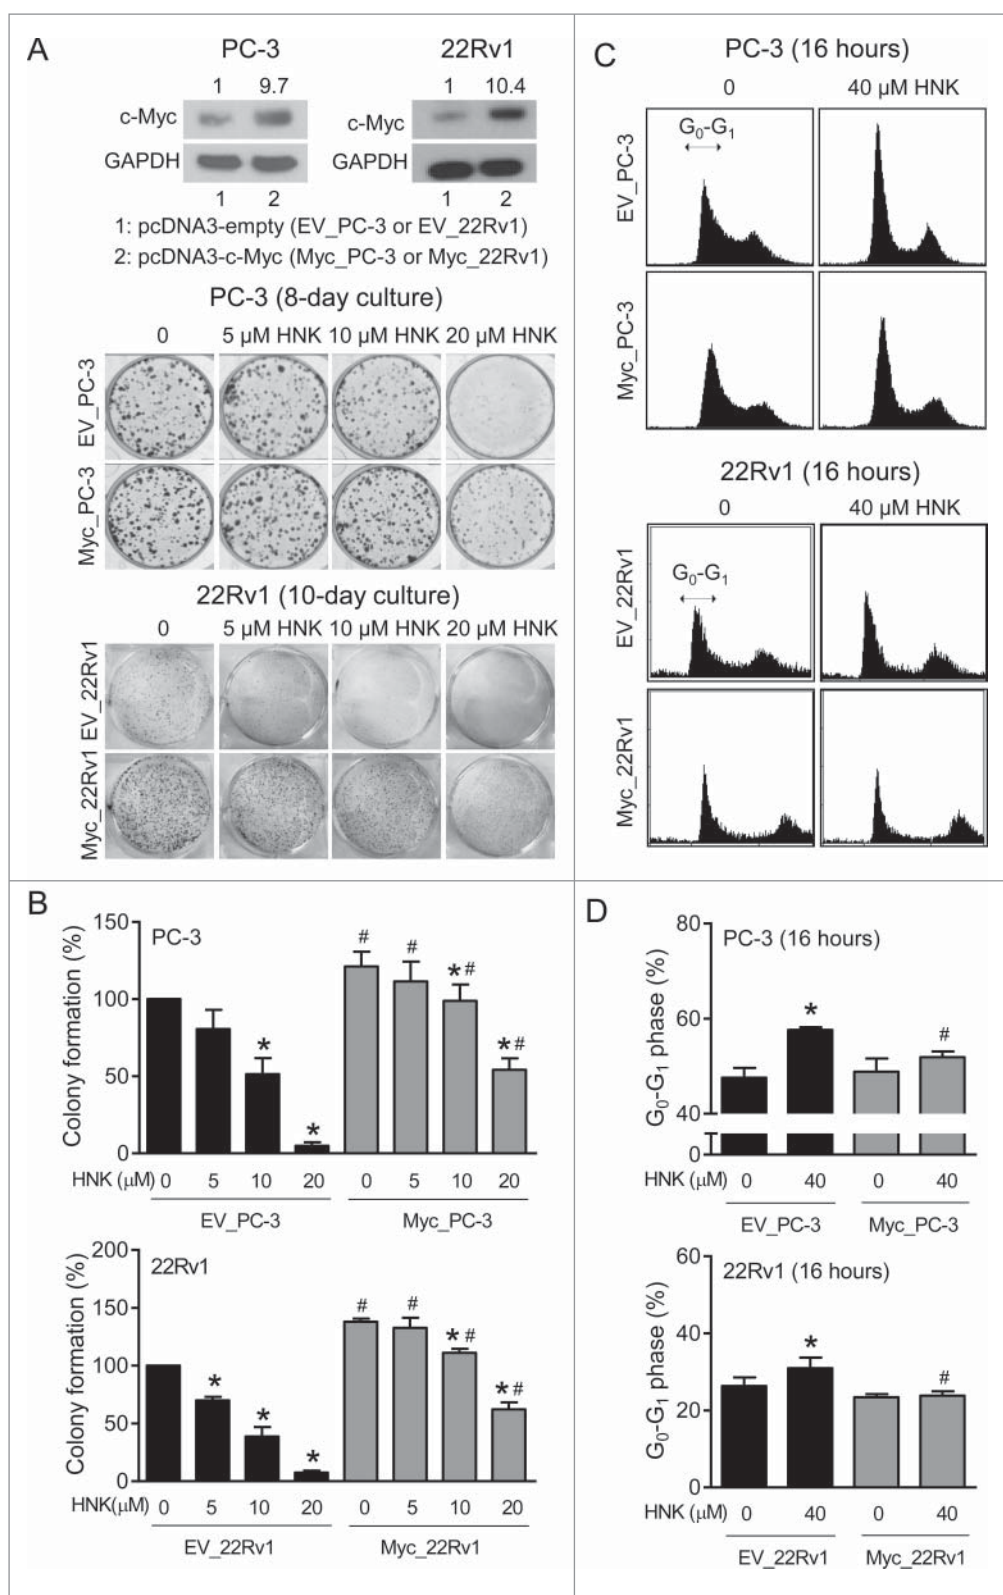 A
PC-3
22Rv1
1 9.7
1 10.4
c-Myc
c-Myc
GAPDH
GAPDH
1 2
1 2
1: pcDNA3-empty (EV_PC-3 or EV_22Rv1)
2: pcDNA3-c-Myc (Myc_PC-3 or Myc_22Rv1)
PC-3 (8-day culture)
0 5 µM HNK 10 µM HNK 20 µM HNK
EV_PC-3
Myc_PC-3
22Rv1 (10-day culture)
0 5 µM HNK 10 µM HNK 20 µM HNK
EV_22Rv1
Myc_22Rv1
C
PC-3 (16 hours)
0 40 µM HNK
G₀-G₁
EV_PC-3
Myc_PC-3
22Rv1 (16 hours)
0 40 µM HNK
G₀-G₁
EV_22Rv1
Myc_22Rv1
B
Colony formation (%)
150
100
50
0
PC-3
*
*
#
#
*#
*#
HNK (µM) 0 5 10 20 0 5 10 20
EV_PC-3 Myc_PC-3
Colony formation (%)
200
150
100
50
0
22Rv1
*
*
*
#
#
*#
*#
HNK(µM) 0 5 10 20 0 5 10 20
EV_22Rv1 Myc_22Rv1
D
G₀-G₁ phase (%)
80
60
40
0
PC-3 (16 hours)
*
#
HNK (µM) 0 40 0 40
EV_PC-3 Myc_PC-3
G₀-G₁ phase (%)
60
40
20
0
22Rv1 (16 hours)
*
#
HNK (µM) 0 40 0 40
EV_22Rv1 Myc_22Rv1